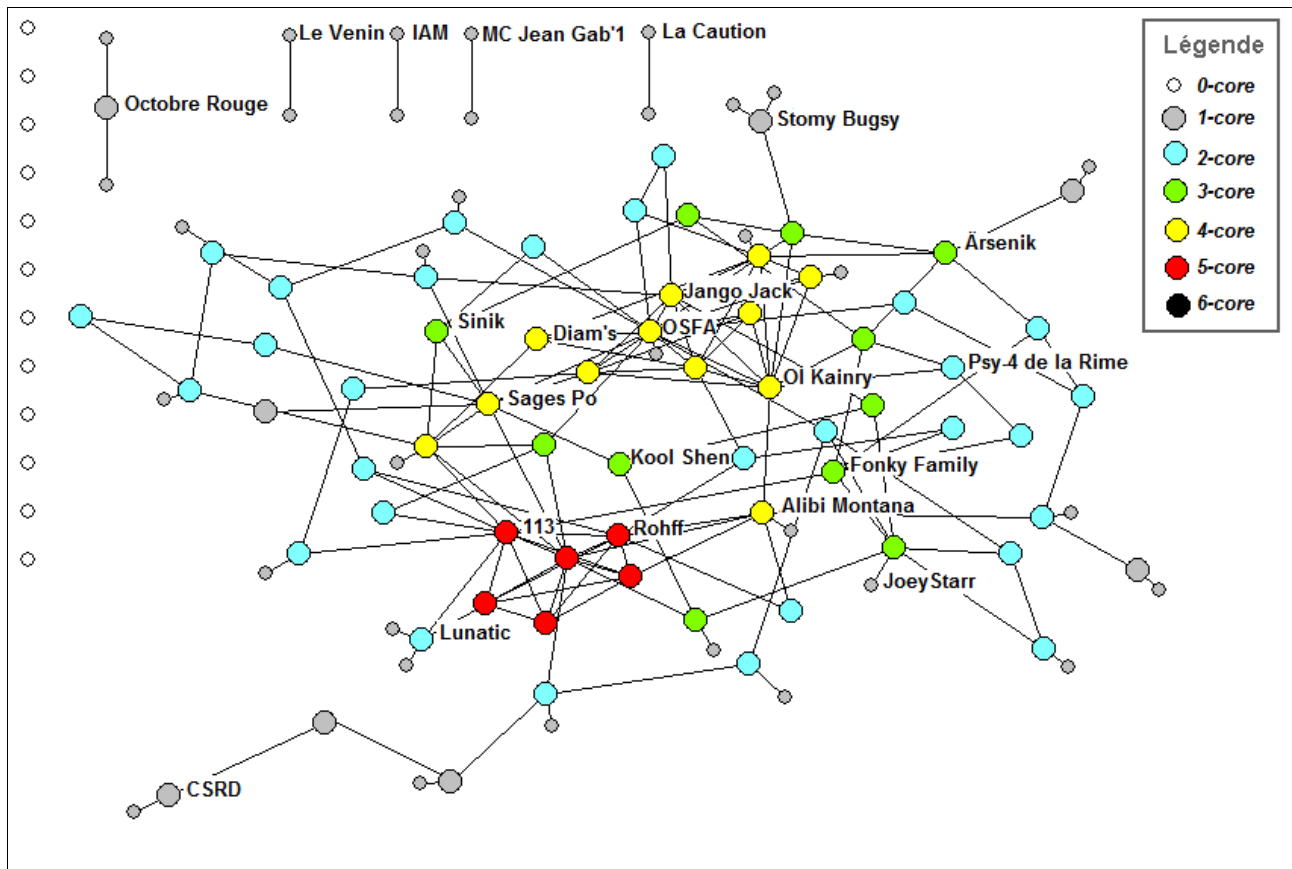 Le Venin
IAM
MC Jean Gab'1
La Caution
Légende
0-core
1-core
2-core
3-core
4-core
5-core
6-core
Octobre Rouge
Stomy Bugsy
Ärsenik
Jango Jack
Sinik
Diam's
OSFA
Psy-4 de la Rime
Ol Kainry
Sages Po
Kool Shen
Fonky Family
Alibi Montana
113
Rohff
JoeyStarr
Lunatic
CSRD